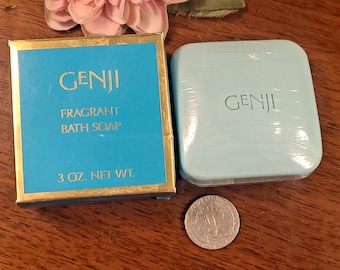 GENJI
FRAGRANT
BATH SOAP
3 OZ. NET WT.
GENJI